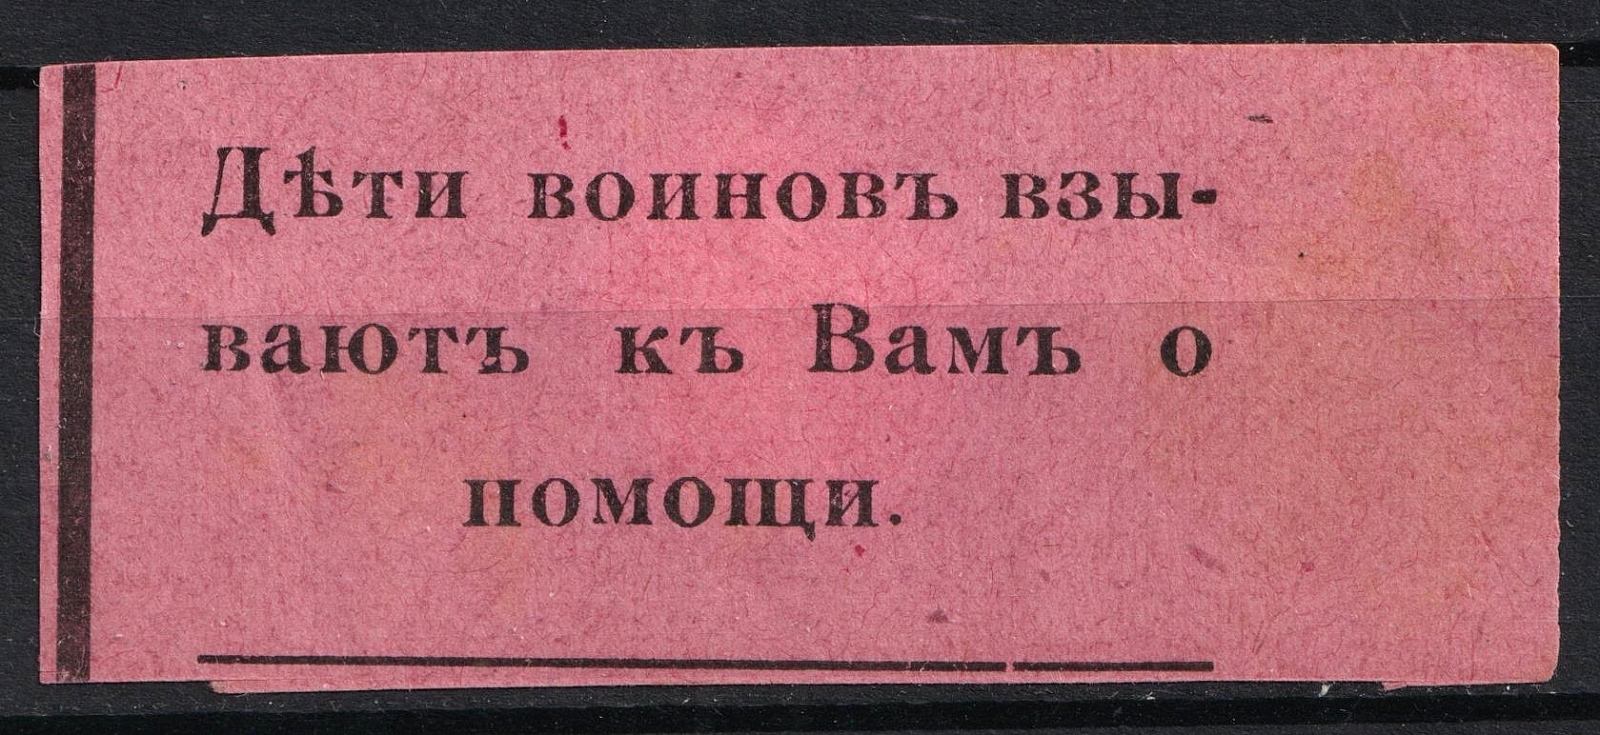 Дѣти воиновъ взы-
ваютъ къ Вамъ о
помощи.